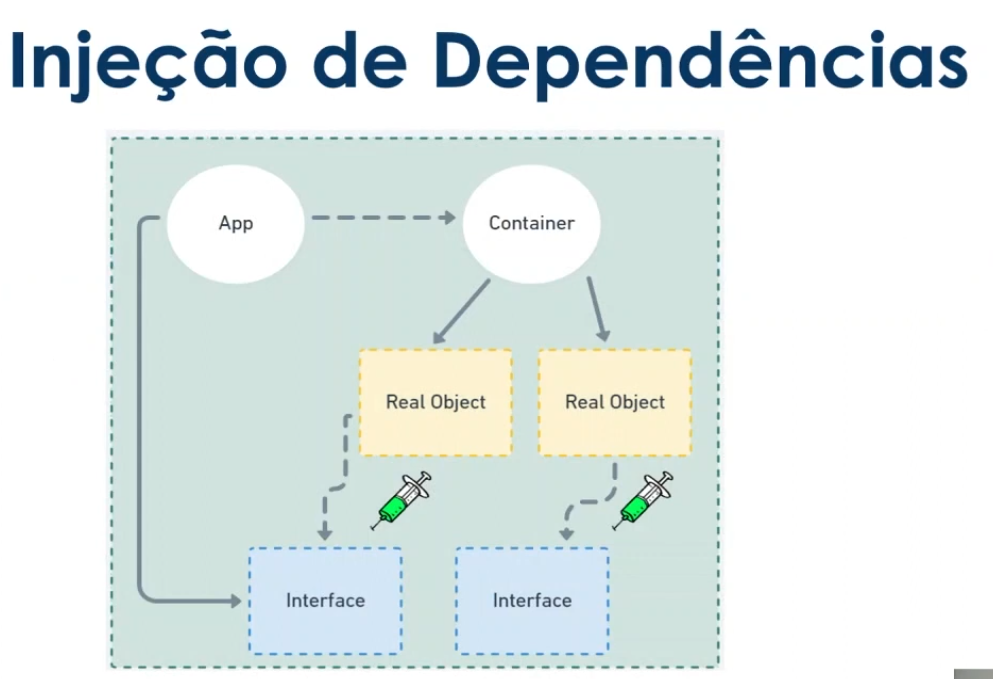 Injeção de Dependências
App
Container
Real Object
Real Object
Interface
Interface